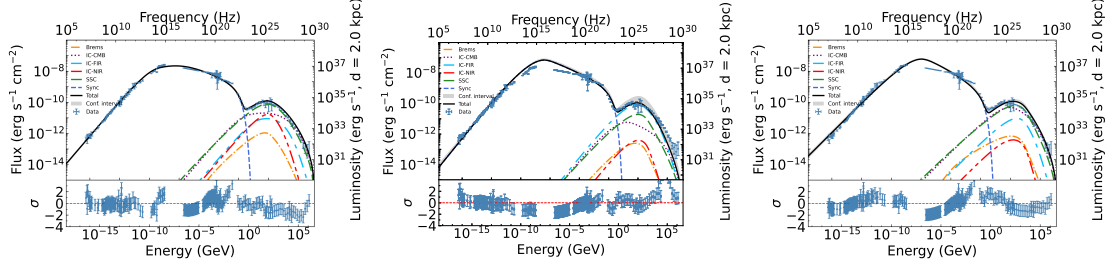 Frequency (Hz)
10^5 10^10 10^15 10^20 10^25 10^30
Flux (erg s^−1 cm^−2)
10^−8
10^−10
10^−12
10^−14
Brems
IC-CMB
IC-FIR
IC-NIR
SSC
Sync
Total
Conf. interval
Data
10^37
10^35
10^33
10^31
Luminosity (erg s^−1, d = 2.0 kpc)
σ
2
0
−2
−4
10^−15 10^−10 10^−5 10^0 10^5
Energy (GeV)
Frequency (Hz)
10^5 10^10 10^15 10^20 10^25 10^30
Flux (erg s^−1 cm^−2)
10^−8
10^−10
10^−12
10^−14
Brems
IC-CMB
IC-FIR
IC-NIR
SSC
Sync
Conf. interval
Total
Data
10^37
10^35
10^33
10^31
Luminosity (erg s^−1, d = 2.0 kpc)
σ
2
0
−2
−4
10^−15 10^−10 10^−5 10^0 10^5
Energy (GeV)
Frequency (Hz)
10^5 10^10 10^15 10^20 10^25 10^30
Flux (erg s^−1 cm^−2)
10^−8
10^−10
10^−12
10^−14
Brems
IC-CMB
IC-FIR
IC-NIR
SSC
Sync
Total
Conf. interval
Data
10^37
10^35
10^33
10^31
Luminosity (erg s^−1, d = 2.0 kpc)
σ
2
0
−2
−4
10^−15 10^−10 10^−5 10^0 10^5
Energy (GeV)